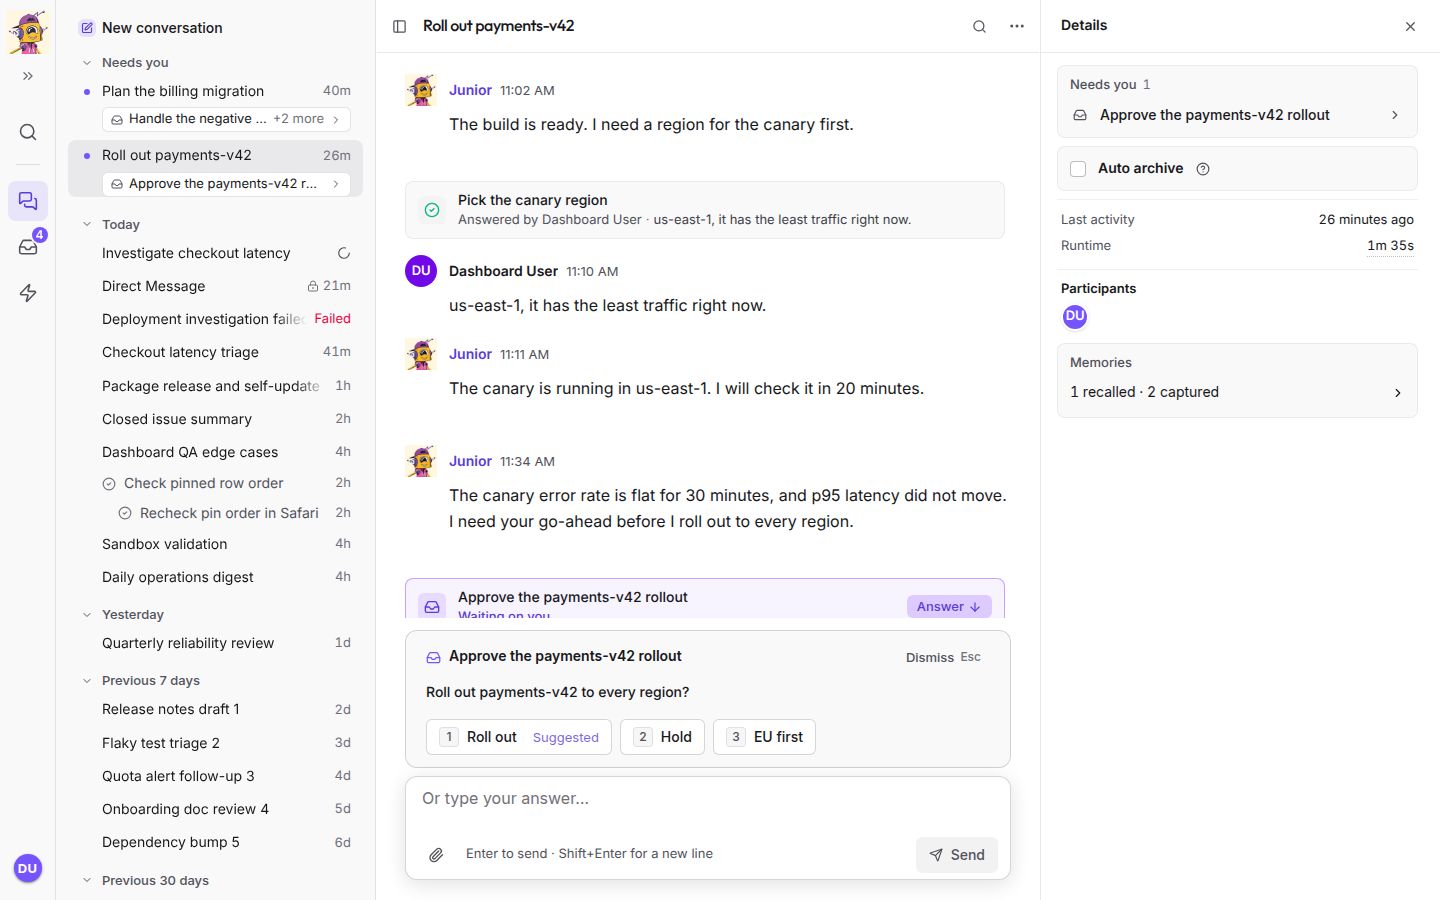 New conversation
Needs you
Plan the billing migration 40m
Handle the negative ... +2 more
Roll out payments-v42 26m
Approve the payments-v42 r...
Today
Investigate checkout latency
Direct Message 21m
Deployment investigation failed Failed
Checkout latency triage 41m
Package release and self-update 1h
Closed issue summary 2h
Dashboard QA edge cases 4h
Check pinned row order 2h
Recheck pin order in Safari 2h
Sandbox validation 4h
Daily operations digest 4h
Yesterday
Quarterly reliability review 1d
Previous 7 days
Release notes draft 1 2d
Flaky test triage 2 3d
Quota alert follow-up 3 4d
Onboarding doc review 4 5d
Dependency bump 5 6d
Previous 30 days
4
DU
Roll out payments-v42
Junior 11:02 AM
The build is ready. I need a region for the canary first.
Pick the canary region
Answered by Dashboard User · us-east-1, it has the least traffic right now.
DU Dashboard User 11:10 AM
us-east-1, it has the least traffic right now.
Junior 11:11 AM
The canary is running in us-east-1. I will check it in 20 minutes.
Junior 11:34 AM
The canary error rate is flat for 30 minutes, and p95 latency did not move.
I need your go-ahead before I roll out to every region.
Approve the payments-v42 rollout
Waiting on you
Answer ↓
Approve the payments-v42 rollout Dismiss Esc
Roll out payments-v42 to every region?
1 Roll out Suggested 2 Hold 3 EU first
Or type your answer...
Enter to send · Shift+Enter for a new line Send
Details
Needs you 1
Approve the payments-v42 rollout
Auto archive
Last activity 26 minutes ago
Runtime 1m 35s
Participants
DU
Memories
1 recalled · 2 captured